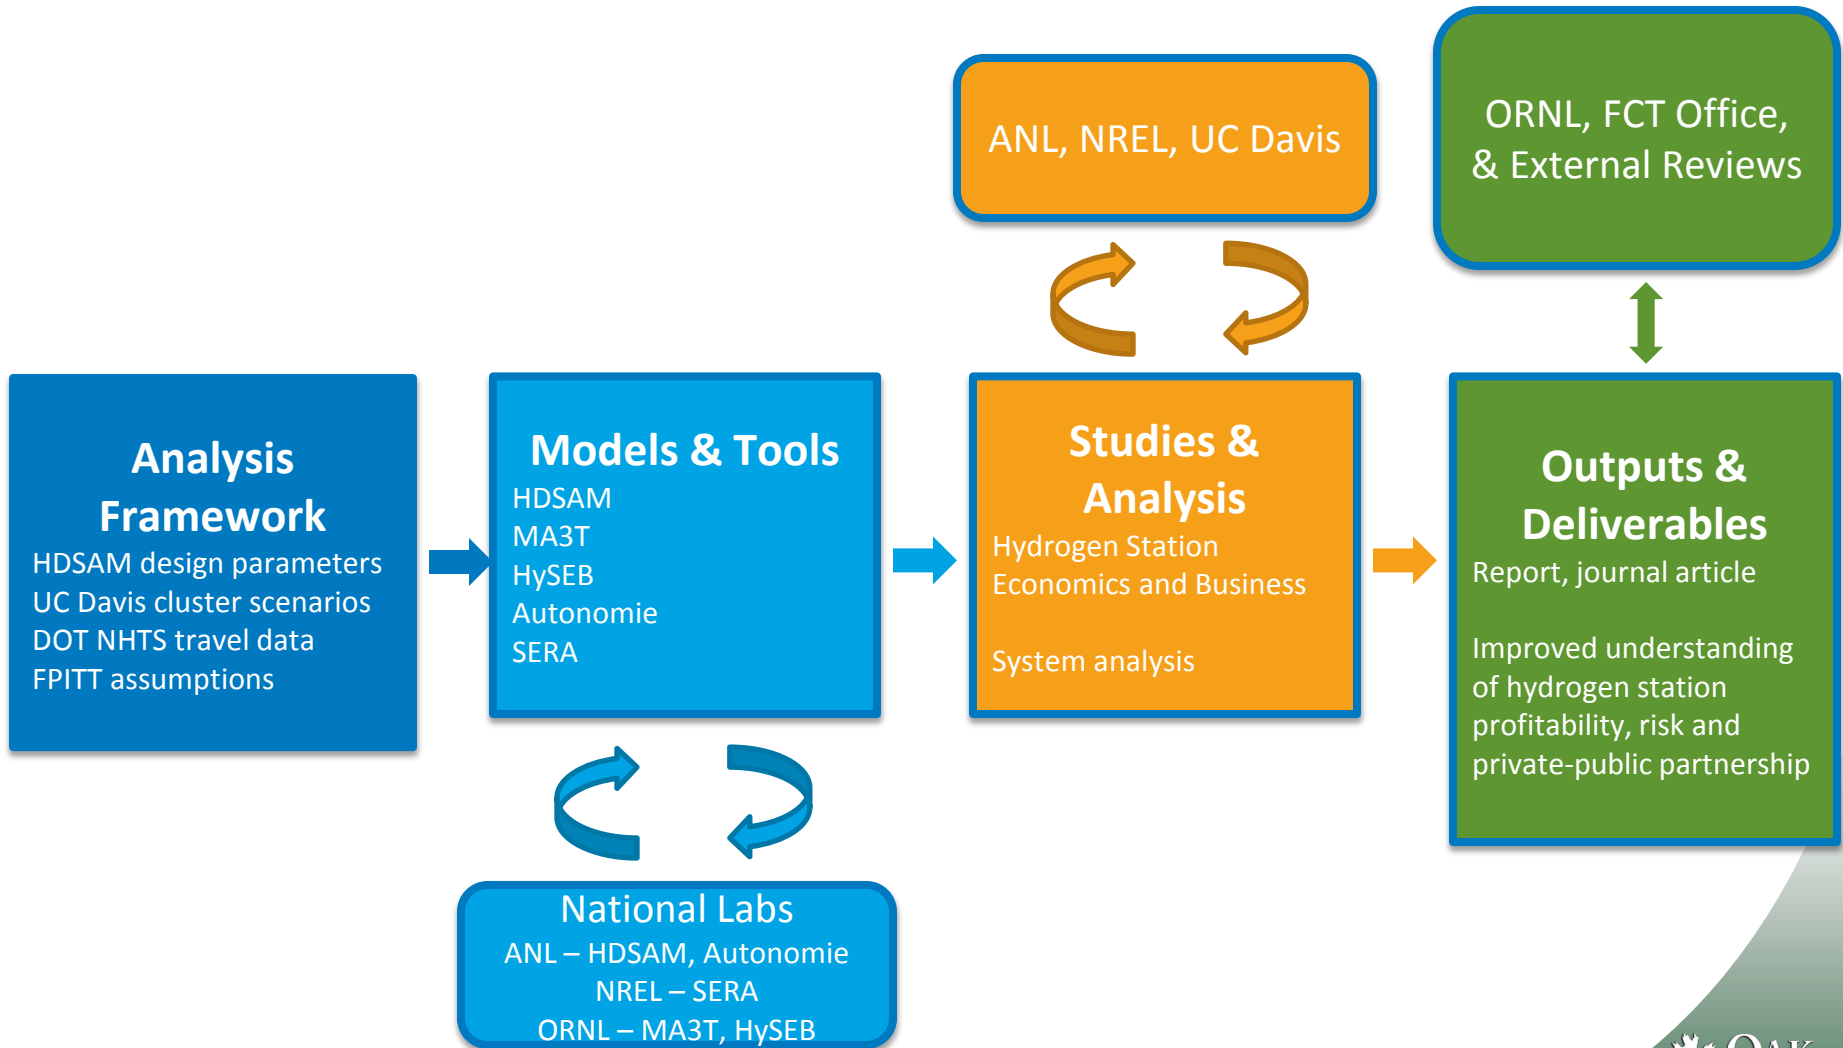 ANL, NREL, UC Davis
ORNL, FCT Office,
& External Reviews
Analysis
Framework
HDSAM design parameters
UC Davis cluster scenarios
DOT NHTS travel data
FPITT assumptions
Models & Tools
HDSAM
MA3T
HySEB
Autonomie
SERA
Studies &
Analysis
Hydrogen Station
Economics and Business
System analysis
Outputs &
Deliverables
Report, journal article
Improved understanding
of hydrogen station
profitability, risk and
private-public partnership
National Labs
ANL – HDSAM, Autonomie
NREL – SERA
ORNL – MA3T, HySEB
OAK